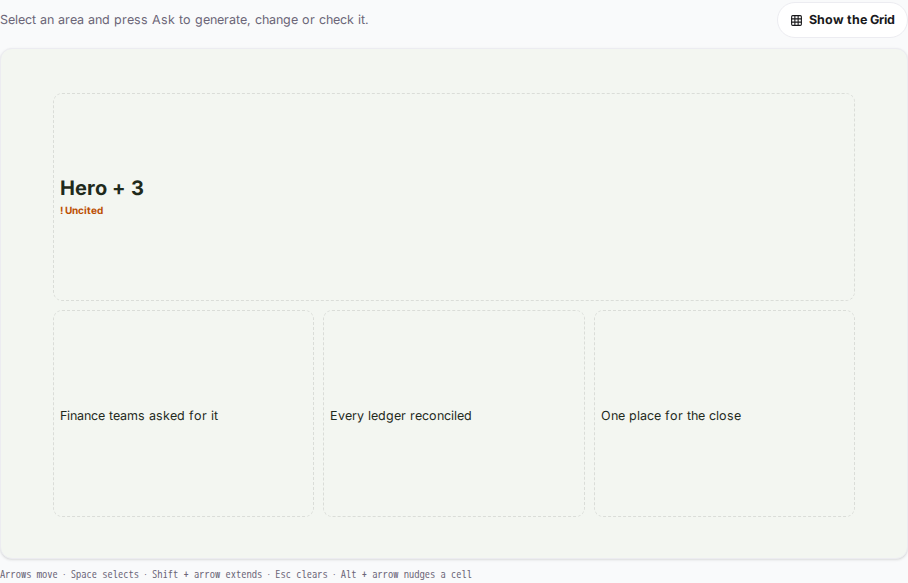 Select an area and press Ask to generate, change or check it.
Show the Grid
Hero + 3
! Uncited
Finance teams asked for it
Every ledger reconciled
One place for the close
Arrows move · Space selects · Shift + arrow extends · Esc clears · Alt + arrow nudges a cell